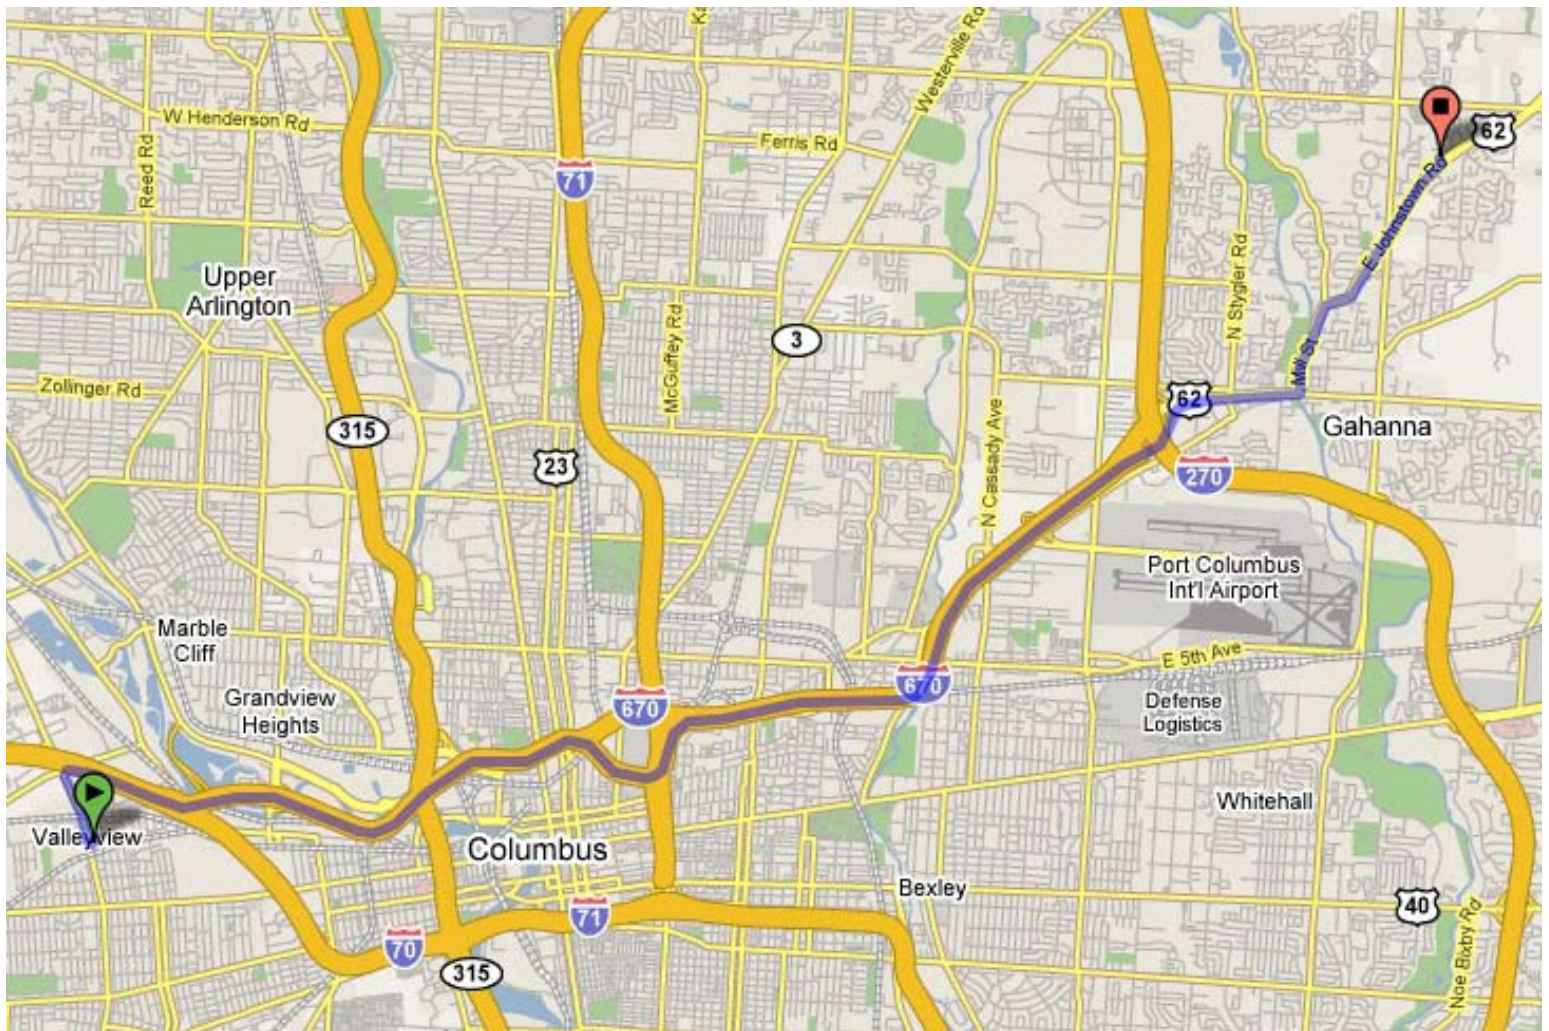 Ka
Westerville Rd
W Henderson Rd
Reed Rd
Ferris Rd
62
71
E Johnstown Rd
N Stygler Rd
Upper
Arlington
McGuffey Rd
3
Mill St
Zollinger Rd
62
315
N Cassady Ave
Gahanna
23
270
Port Columbus
Int'l Airport
Marble
Cliff
E 5th Ave
670
Grandview
Heights
670
Defense
Logistics
Valleyview
Whitehall
Columbus
Bexley
40
71
70
315
Noe Bixby Rd